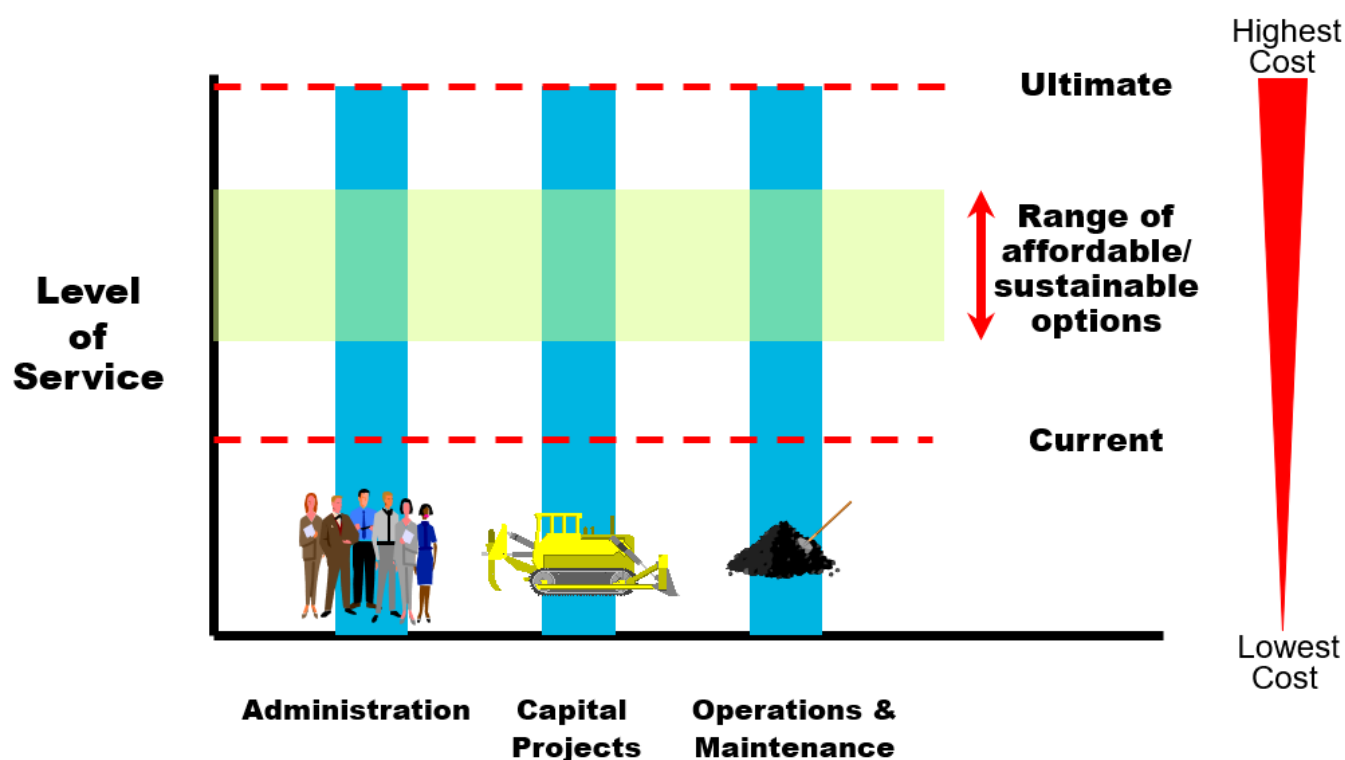 Highest
Cost
Ultimate
Range of
affordable/
sustainable
options
Level
of
Service
Current
Lowest
Cost
Administration
Capital
Projects
Operations &
Maintenance